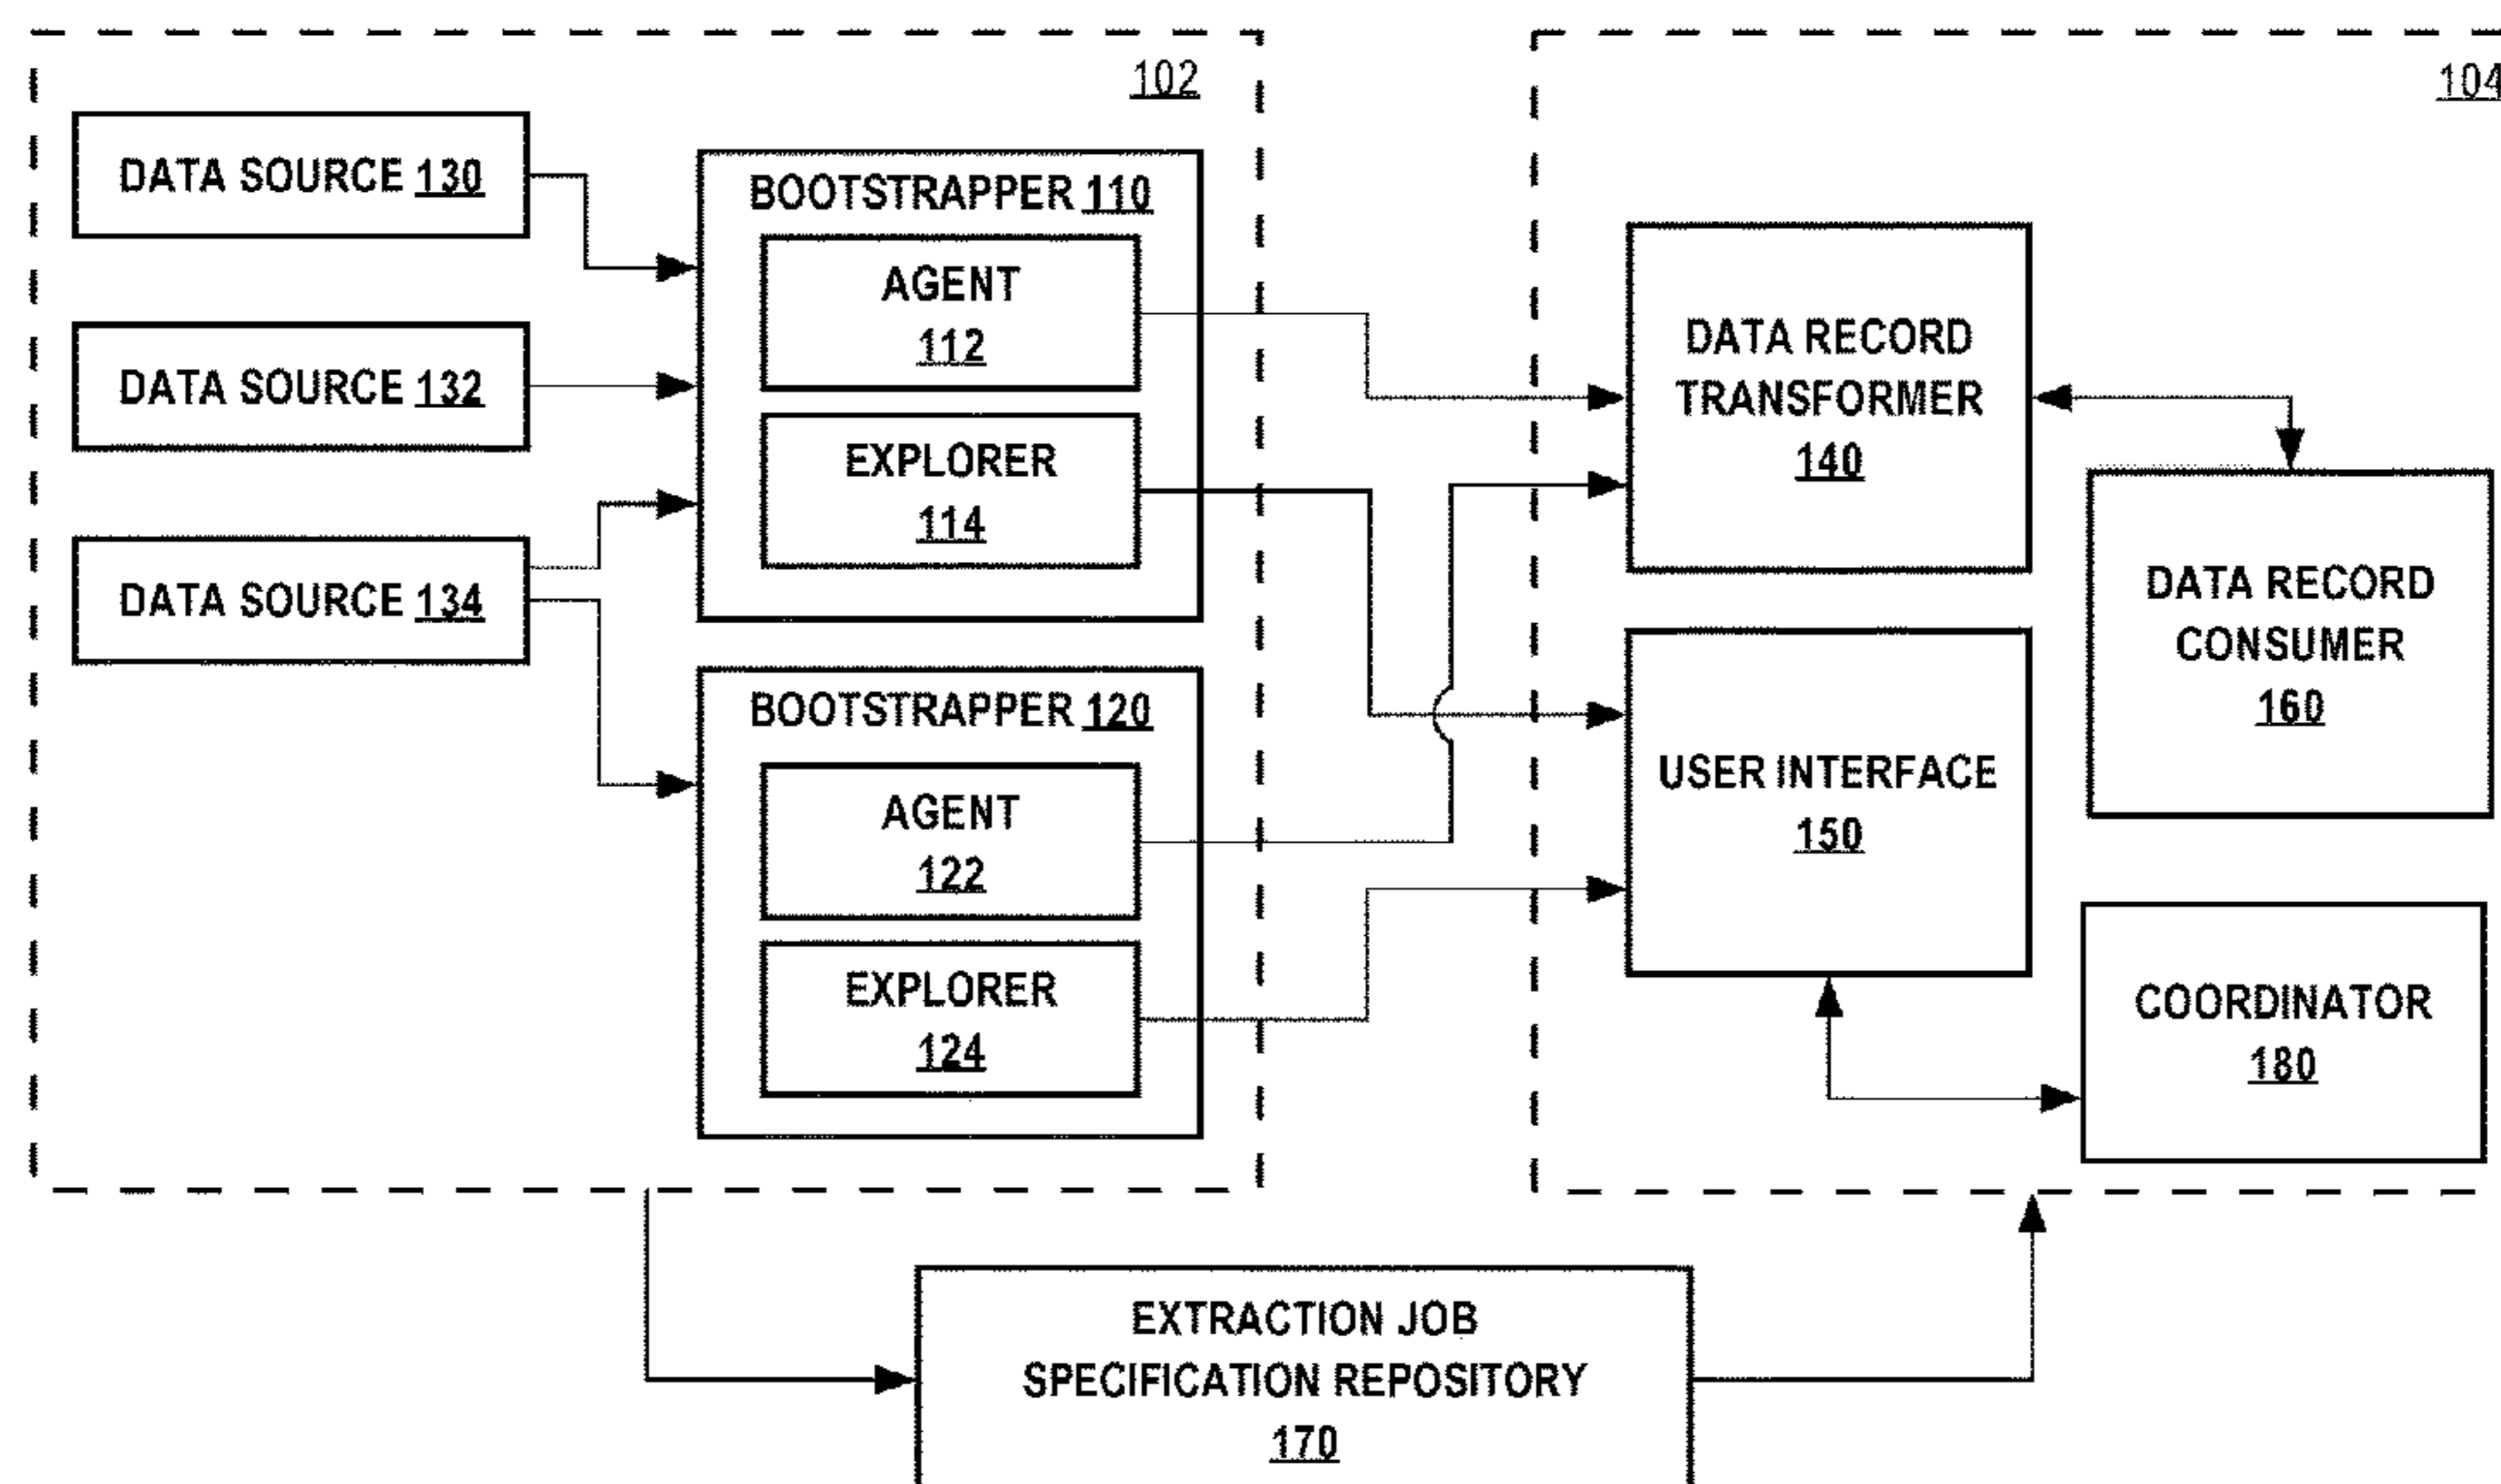 102
DATA SOURCE 130
DATA SOURCE 132
DATA SOURCE 134
BOOTSTRAPPER 110
AGENT
112
EXPLORER
114
BOOTSTRAPPER 120
AGENT
122
EXPLORER
124
104
DATA RECORD
TRANSFORMER
140
USER INTERFACE
150
DATA RECORD
CONSUMER
160
COORDINATOR
180
EXTRACTION JOB
SPECIFICATION REPOSITORY
170